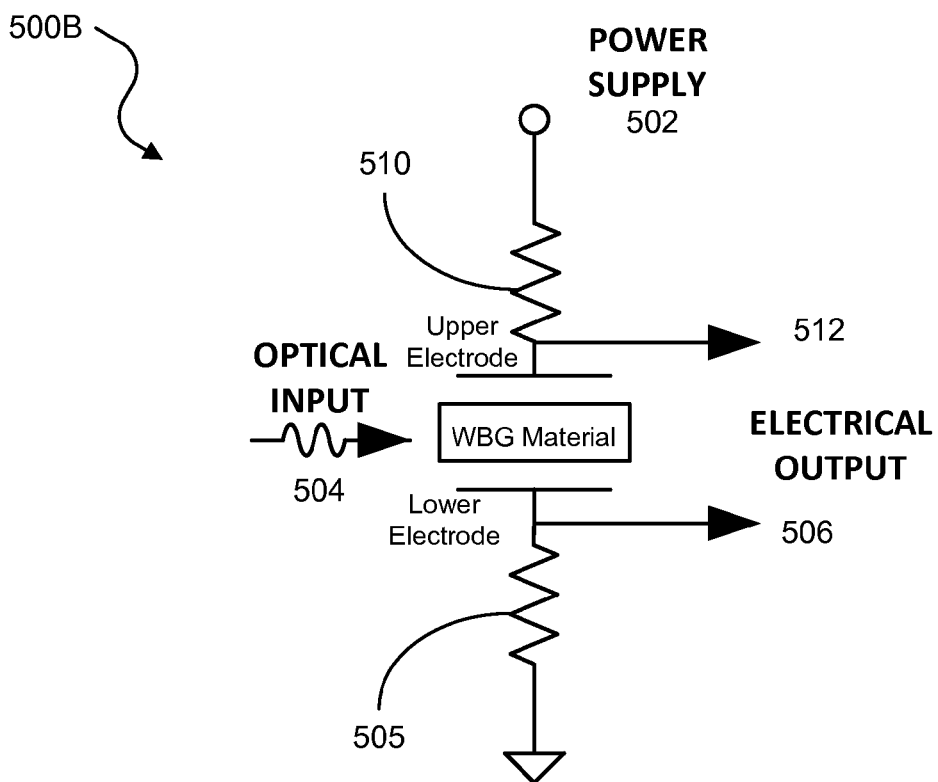 500B
POWER
SUPPLY
502
510
512
Upper
Electrode
OPTICAL
INPUT
504
WBG Material
ELECTRICAL
OUTPUT
506
Lower
Electrode
505